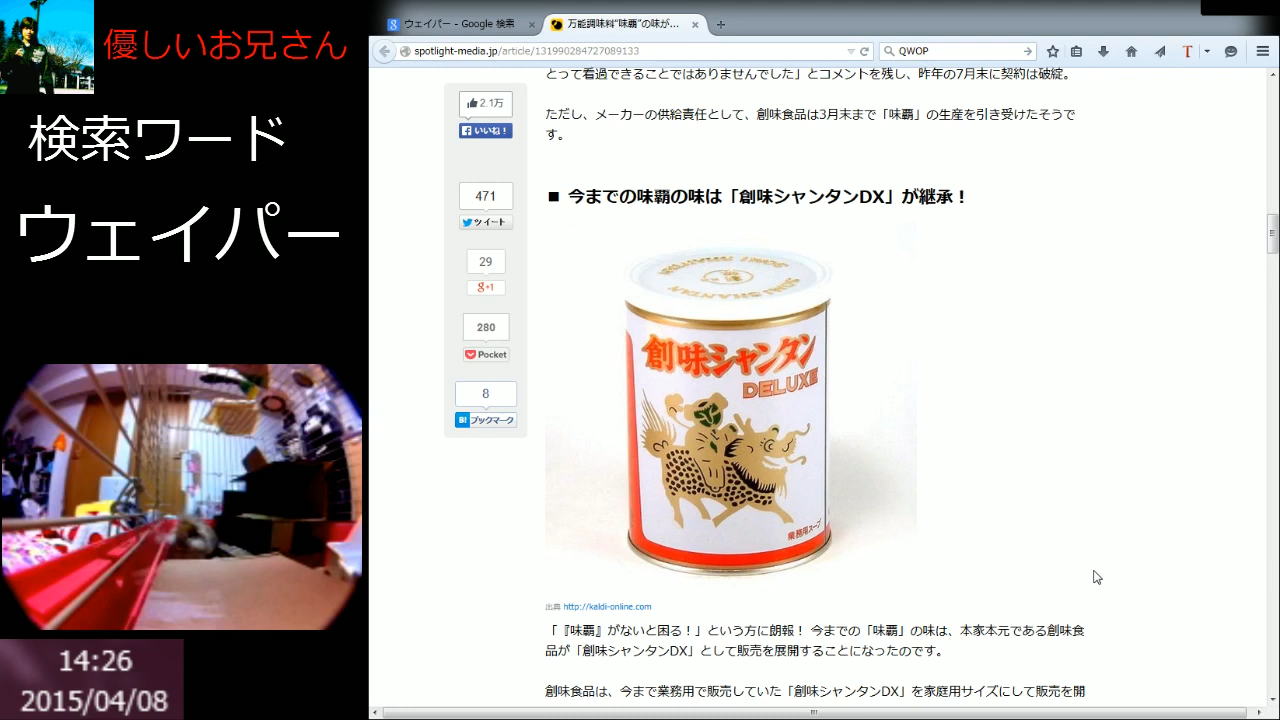 優しいお兄さん
検索ワード
ウェイパー
14:26
2015/04/08
ウェイパー - Google 検索
万能調味料“味覇”の味が...
spotlight-media.jp/article/131990284727089133
QWOP
とって看過できることではありませんでした」とコメントを残し、昨年の7月末に契約は破綻。
ただし、メーカーの供給責任として、創味食品は3月末まで「味覇」の生産を引き受けたそうで
す。
2.1万
いいね！
471
ツイート
29
g+1
280
Pocket
8
B! ブックマーク
■ 今までの味覇の味は「創味シャンタンDX」が継承！
創味シャンタン
DELUXE
業務用スープ
出典 http://kaldi-online.com
「『味覇』がないと困る！」という方に朗報！ 今までの「味覇」の味は、本家本元である創味食
品が「創味シャンタンDX」として販売を展開することになったのです。
創味食品は、今まで業務用で販売していた「創味シャンタンDX」を家庭用サイズにして販売を開